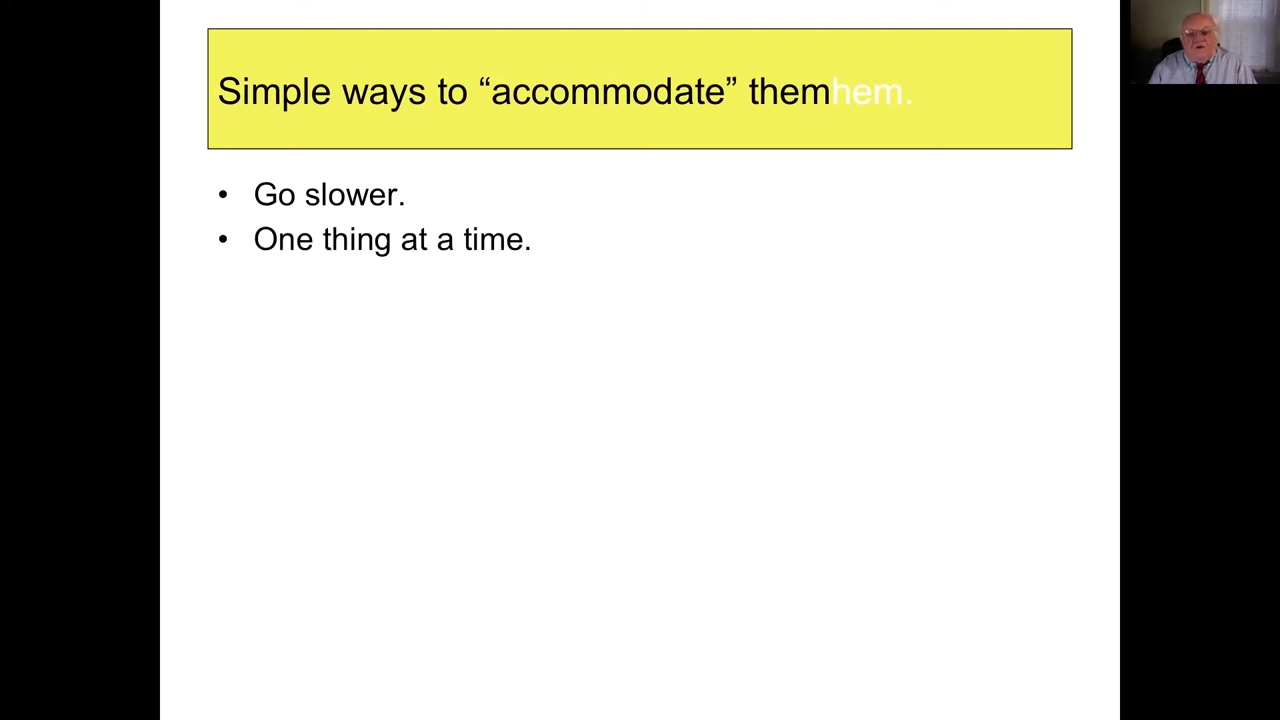 Simple ways to “accommodate” themhem.
• Go slower.
• One thing at a time.